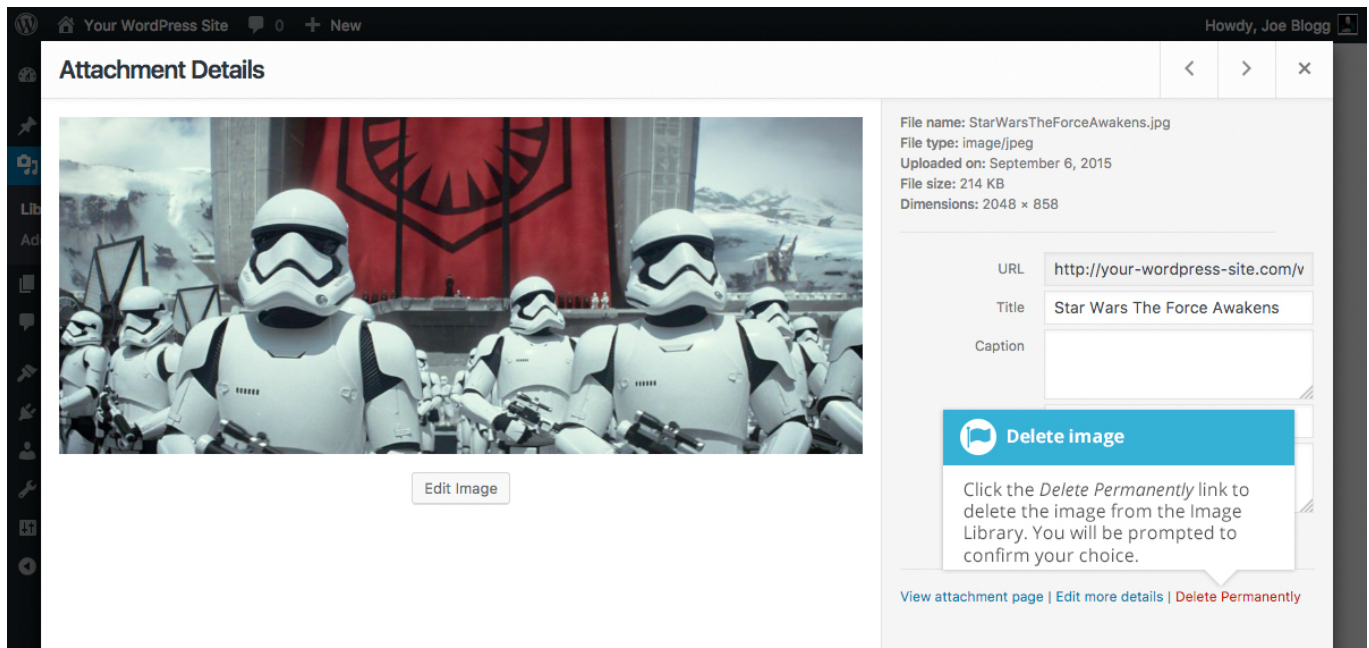 Your WordPress Site 0 + New Howdy, Joe Blogg
Attachment Details
File name: StarWarsTheForceAwakens.jpg
File type: image/jpeg
Uploaded on: September 6, 2015
File size: 214 KB
Dimensions: 2048 × 858
Lib
Ad
URL http://your-wordpress-site.com/w
Title Star Wars The Force Awakens
Caption
Delete image
Click the Delete Permanently link to
delete the image from the Image
Library. You will be prompted to
confirm your choice.
Edit Image
View attachment page | Edit more details | Delete Permanently